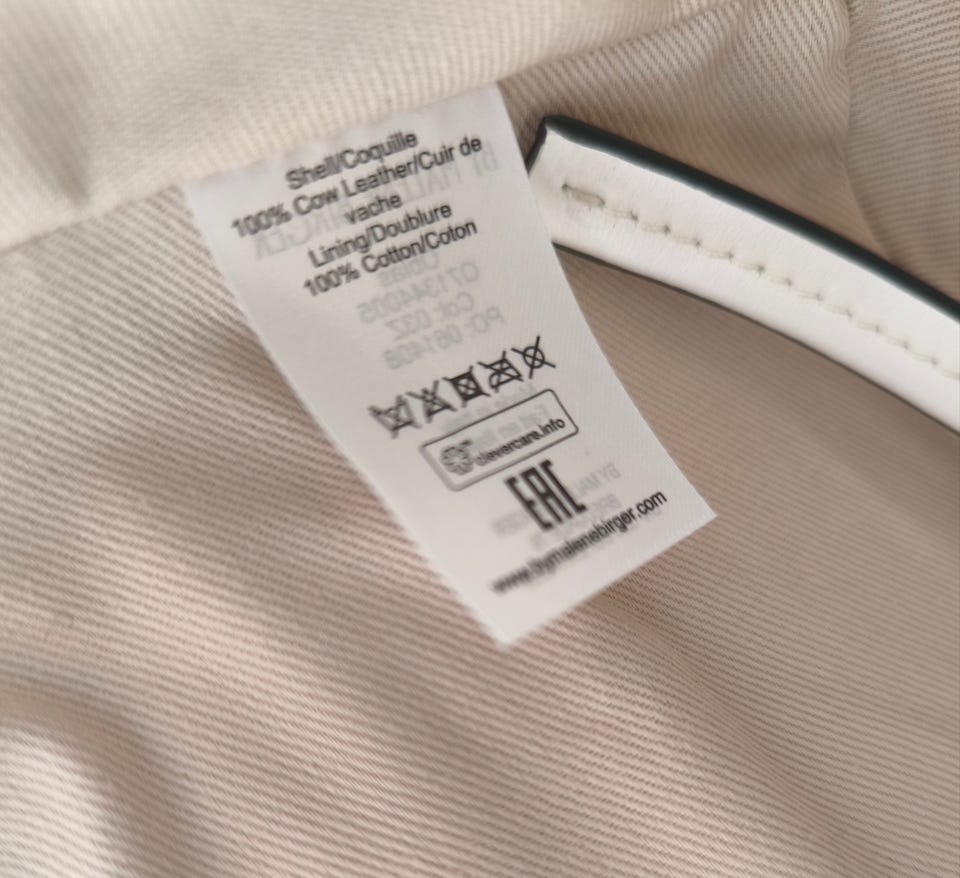 Shell/Coquille
100% Cow Leather/Cuir de
vache
Lining/Doublure
100% Cotton/Coton
clevercare.info
EAC
www.bymalenebirger.com